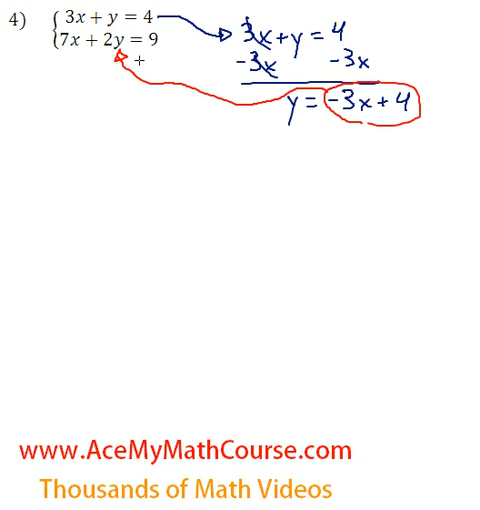 4) 3x + y = 4
7x + 2y = 9
3x + y = 4
-3x -3x
y = -3x + 4
www.AceMyMathCourse.com
Thousands of Math Videos